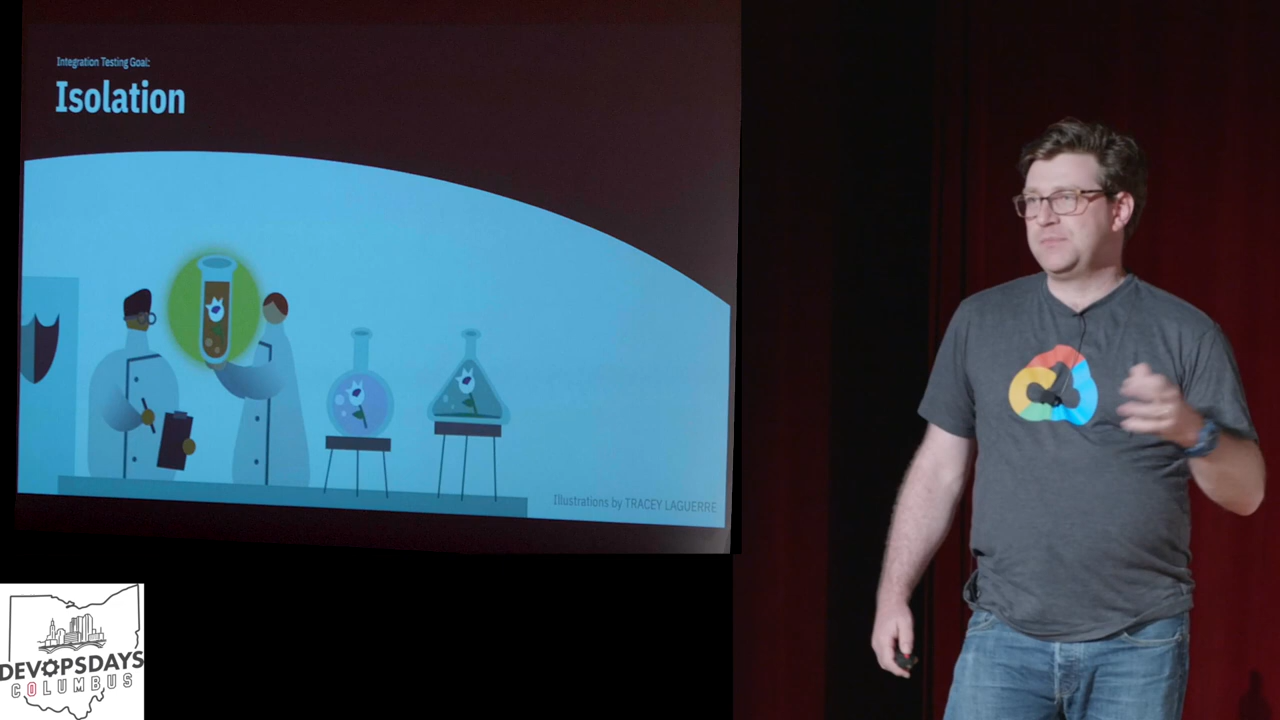 Integration Testing Goal:
Isolation
Illustrations by TRACEY LAGUERRE
DEVOPSDAYS
COLUMBUS